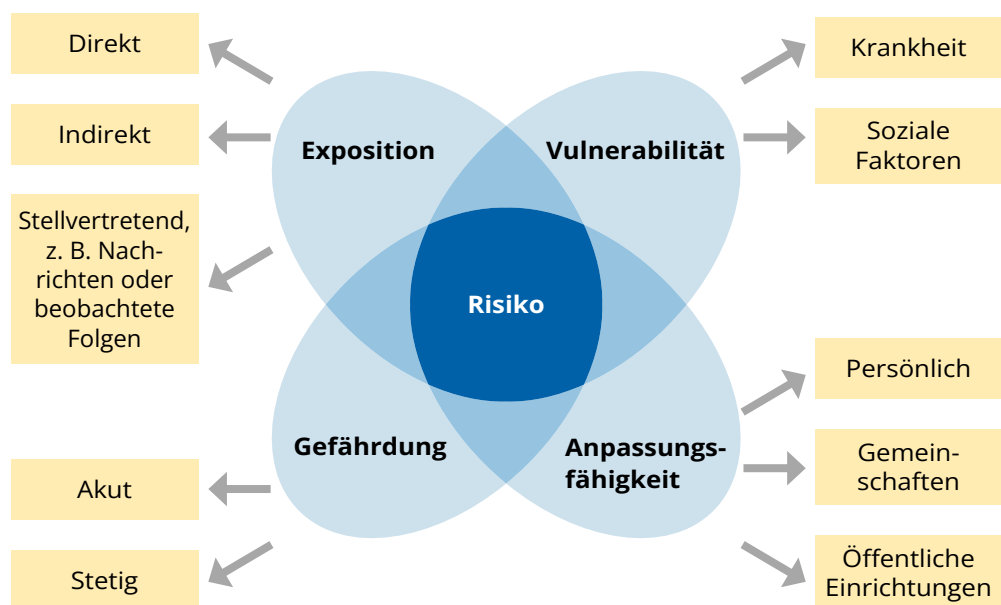 Direkt
Indirekt
Stellvertretend,
z. B. Nach-
richten oder
beobachtete
Folgen
Exposition
Vulnerabilität
Krankheit
Soziale
Faktoren
Risiko
Gefährdung
Anpassungs-
fähigkeit
Akut
Stetig
Persönlich
Gemein-
schaften
Öffentliche
Einrichtungen